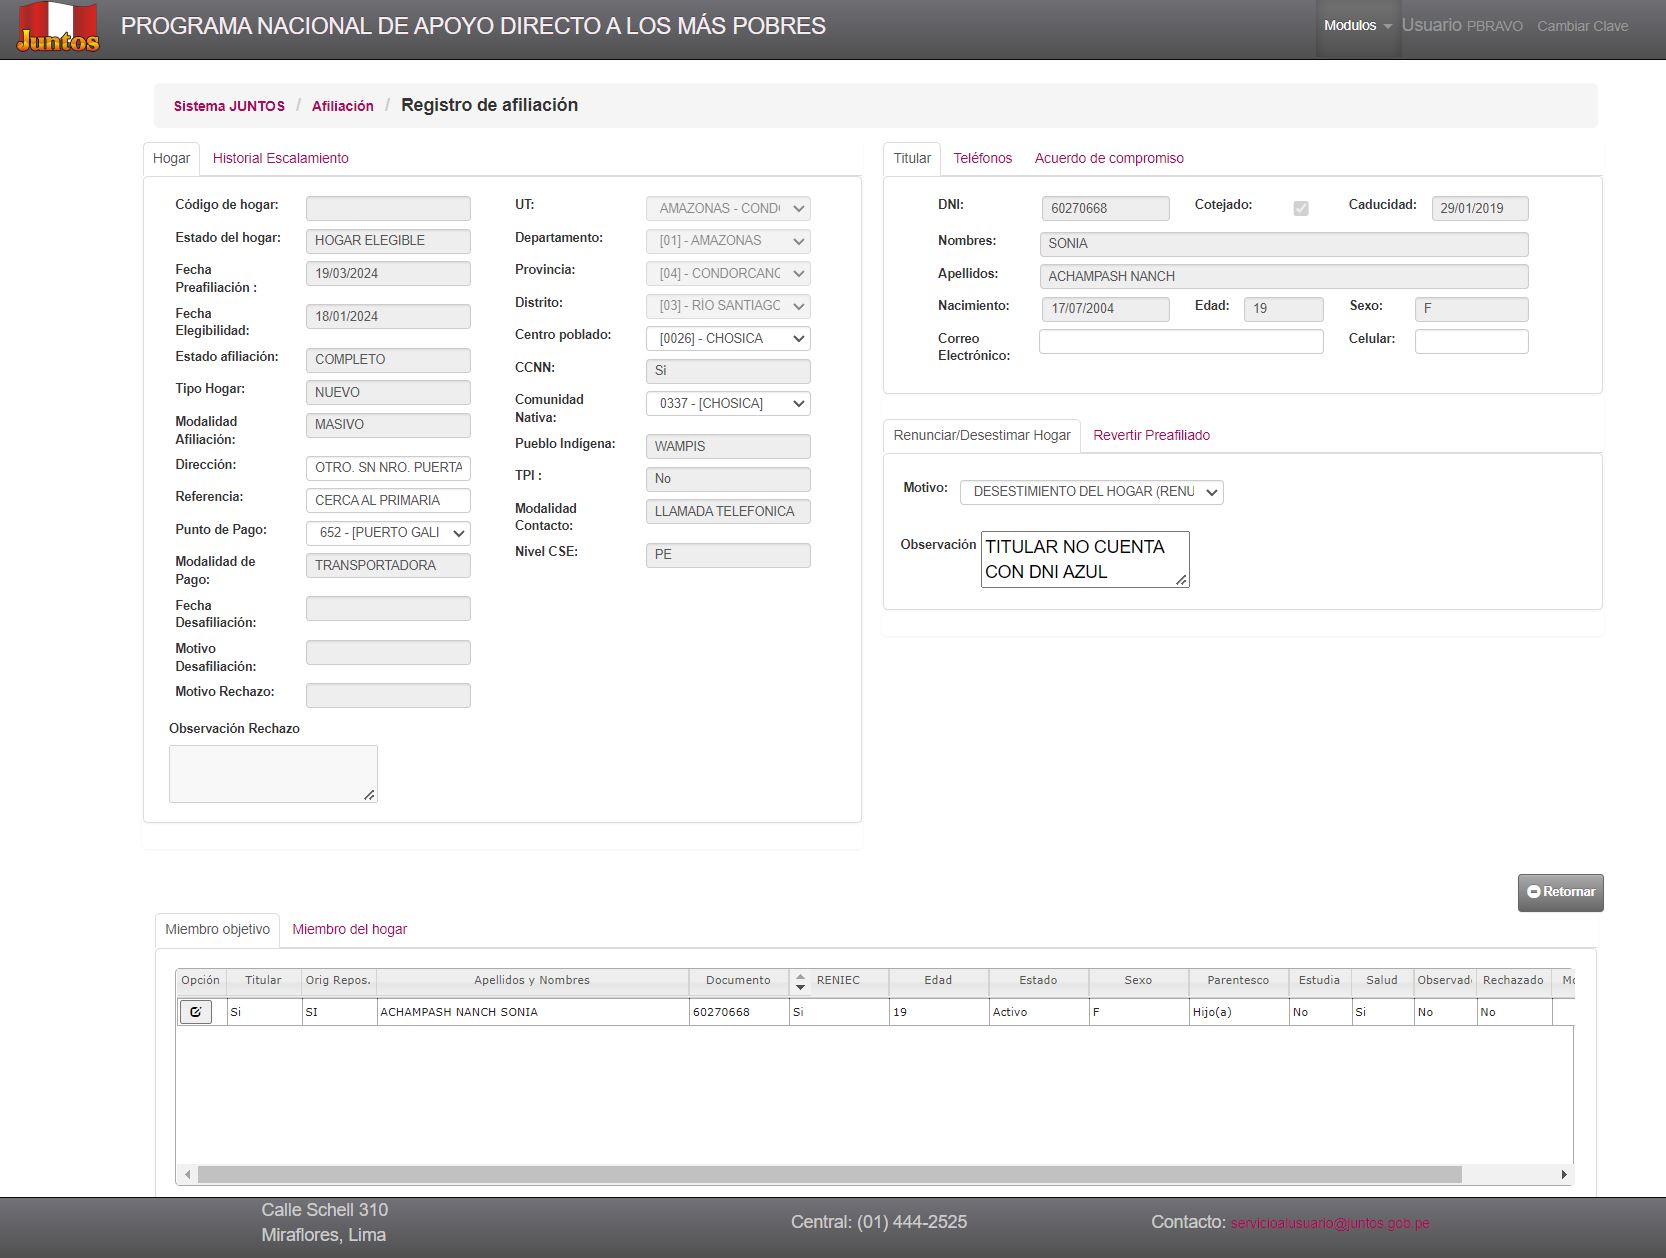 Juntos
PROGRAMA NACIONAL DE APOYO DIRECTO A LOS MÁS POBRES
Modulos
Usuario PBRAVO
Cambiar Clave
Sistema JUNTOS / Afiliación / Registro de afiliación
Hogar
Historial Escalamiento
Código de hogar:
Estado del hogar: HOGAR ELEGIBLE
Fecha
Preafiliación : 19/03/2024
Fecha
Elegibilidad: 18/01/2024
Estado afiliación: COMPLETO
Tipo Hogar: NUEVO
Modalidad
Afiliación: MASIVO
Dirección: OTRO. SN NRO. PUERTA
Referencia: CERCA AL PRIMARIA
Punto de Pago: 652 - [PUERTO GALI
Modalidad de
Pago: TRANSPORTADORA
Fecha
Desafiliación:
Motivo
Desafiliación:
Motivo Rechazo:
Observación Rechazo
UT: AMAZONAS - COND
Departamento: [01] - AMAZONAS
Provincia: [04] - CONDORCANC
Distrito: [03] - RÍO SANTIAGO
Centro poblado: [0026] - CHOSICA
CCNN: Si
Comunidad
Nativa: 0337 - [CHOSICA]
Pueblo Indígena: WAMPIS
TPI : No
Modalidad
Contacto: LLAMADA TELEFONICA
Nivel CSE: PE
Titular
Teléfonos
Acuerdo de compromiso
DNI: 60270668 Cotejado: Caducidad: 29/01/2019
Nombres: SONIA
Apellidos: ACHAMPASH NANCH
Nacimiento: 17/07/2004 Edad: 19 Sexo: F
Correo
Electrónico:
Celular:
Renunciar/Desestimar Hogar
Revertir Preafiliado
Motivo: DESESTIMIENTO DEL HOGAR (RENU
Observación TITULAR NO CUENTA
CON DNI AZUL
Retornar
Miembro objetivo
Miembro del hogar
Opción Titular Orig Repos. Apellidos y Nombres Documento RENIEC Edad Estado Sexo Parentesco Estudia Salud Observad Rechazado Mo
Si SI ACHAMPASH NANCH SONIA 60270668 Si 19 Activo F Hijo(a) No Si No No
Calle Schell 310
Miraflores, Lima
Central: (01) 444-2525
Contacto: servicioalusuario@juntos.gob.pe